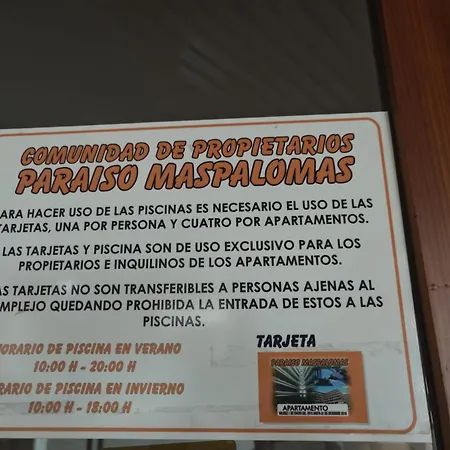 COMUNIDAD DE PROPIETARIOS
PARAISO MASPALOMAS
ARA HACER USO DE LAS PISCINAS ES NECESARIO EL USO DE LAS
TARJETAS, UNA POR PERSONA Y CUATRO POR APARTAMENTOS.
LAS TARJETAS Y PISCINA SON DE USO EXCLUSIVO PARA LOS
PROPIETARIOS E INQUILINOS DE LOS APARTAMENTOS.
AS TARJETAS NO SON TRANSFERIBLES A PERSONAS AJENAS AL
OMPLEJO QUEDANDO PROHIBIDA LA ENTRADA DE ESTOS A LAS
PISCINAS.
HORARIO DE PISCINA EN VERANO
10:00 H - 20:00 H
ARIO DE PISCINA EN INVIERNO
10:00 H - 18:00 H
TARJETA
PARAISO MASPALOMAS
APARTAMENTO